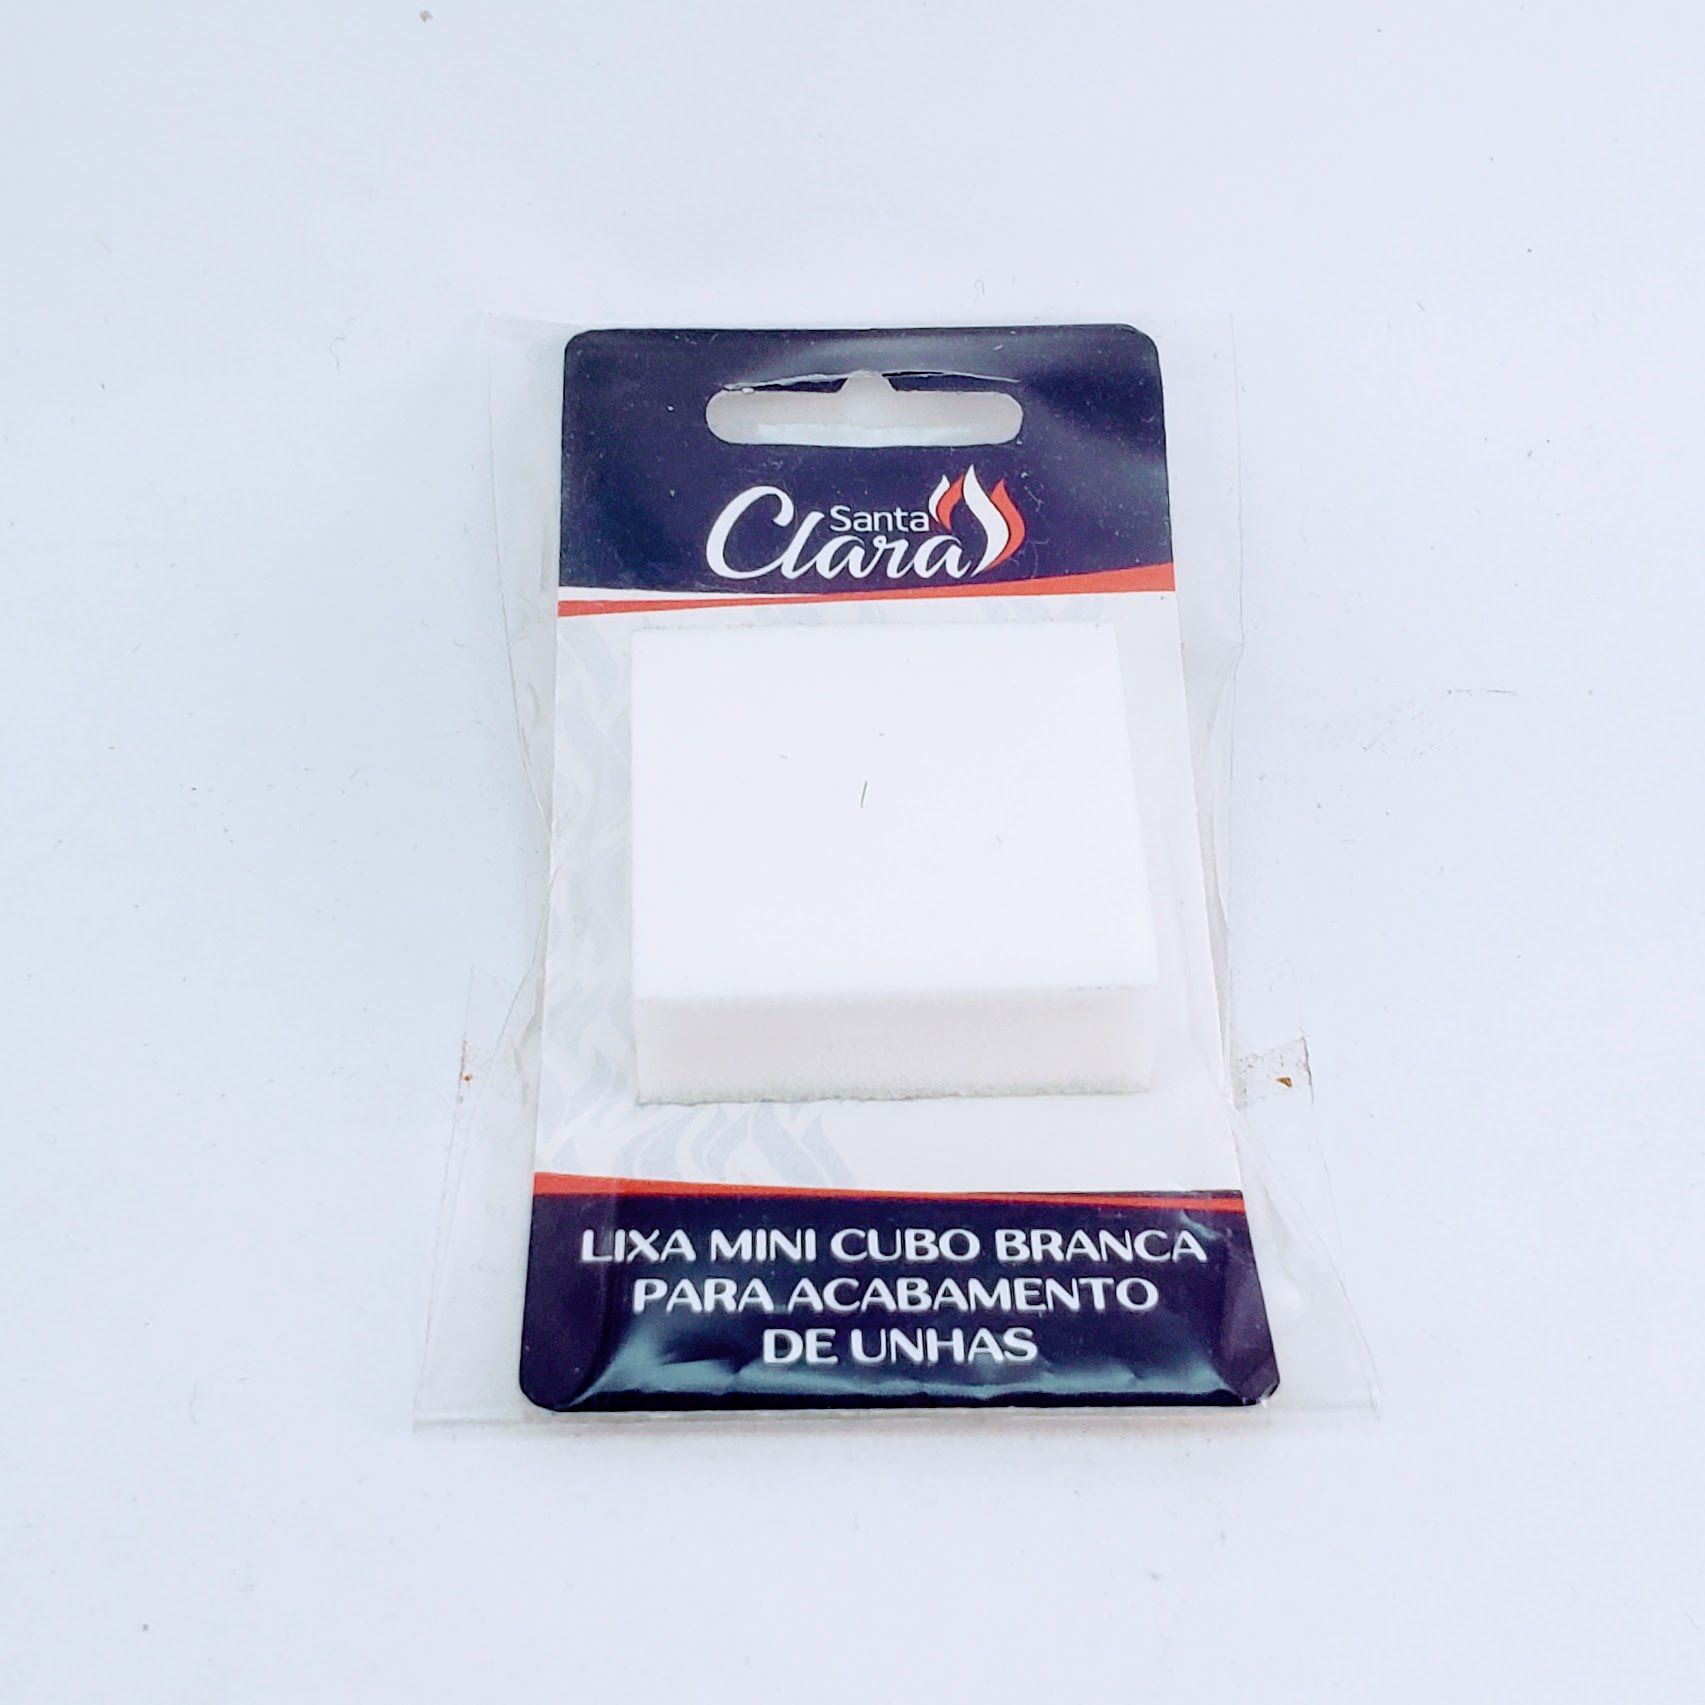 Santa
Clara
LIXA MINI CUBO BRANCA
PARA ACABAMENTO
DE UNHAS